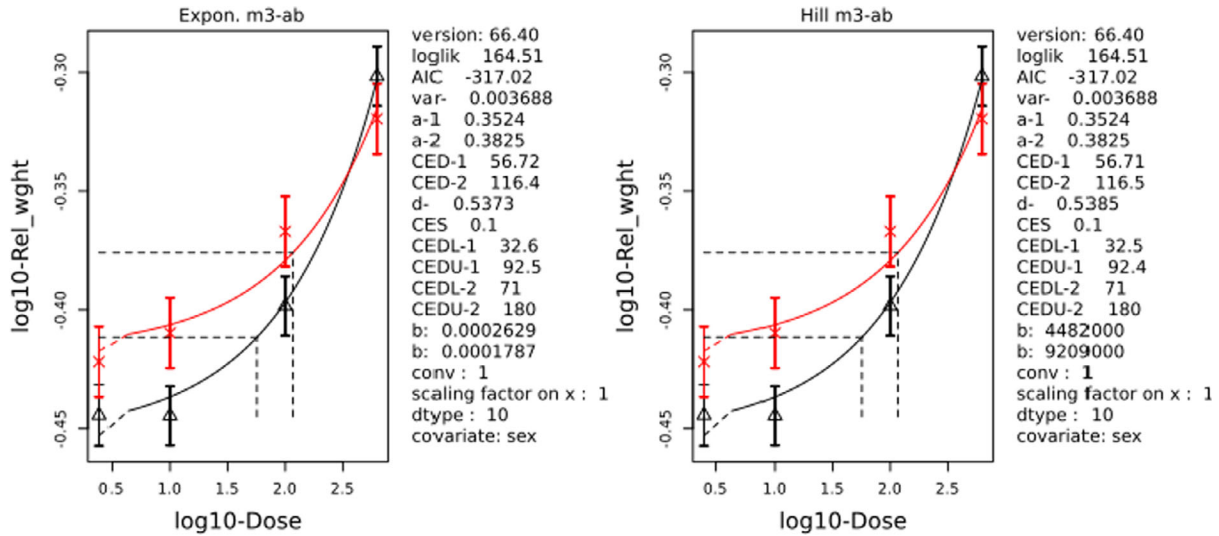 Expon. m3-ab
version: 66.40
loglik 164.51
AIC -317.02
var- 0.003688
a-1 0.3524
a-2 0.3825
CED-1 56.72
CED-2 116.4
d- 0.5373
CES 0.1
CEDL-1 32.6
CEDU-1 92.5
CEDL-2 71
CEDU-2 180
b: 0.0002629
b: 0.0001787
conv : 1
scaling factor on x : 1
dtype : 10
covariate: sex
log10-Rel_wght
-0.30
-0.35
-0.40
-0.45
0.5 1.0 1.5 2.0 2.5
log10-Dose
Hill m3-ab
version: 66.40
loglik 164.51
AIC -317.02
var- 0.003688
a-1 0.3524
a-2 0.3825
CED-1 56.71
CED-2 116.5
d- 0.5385
CES 0.1
CEDL-1 32.5
CEDU-1 92.4
CEDL-2 71
CEDU-2 180
b: 4482000
b: 9209000
conv : 1
scaling factor on x : 1
dtype : 10
covariate: sex
log10-Rel_wght
-0.30
-0.35
-0.40
-0.45
0.5 1.0 1.5 2.0 2.5
log10-Dose